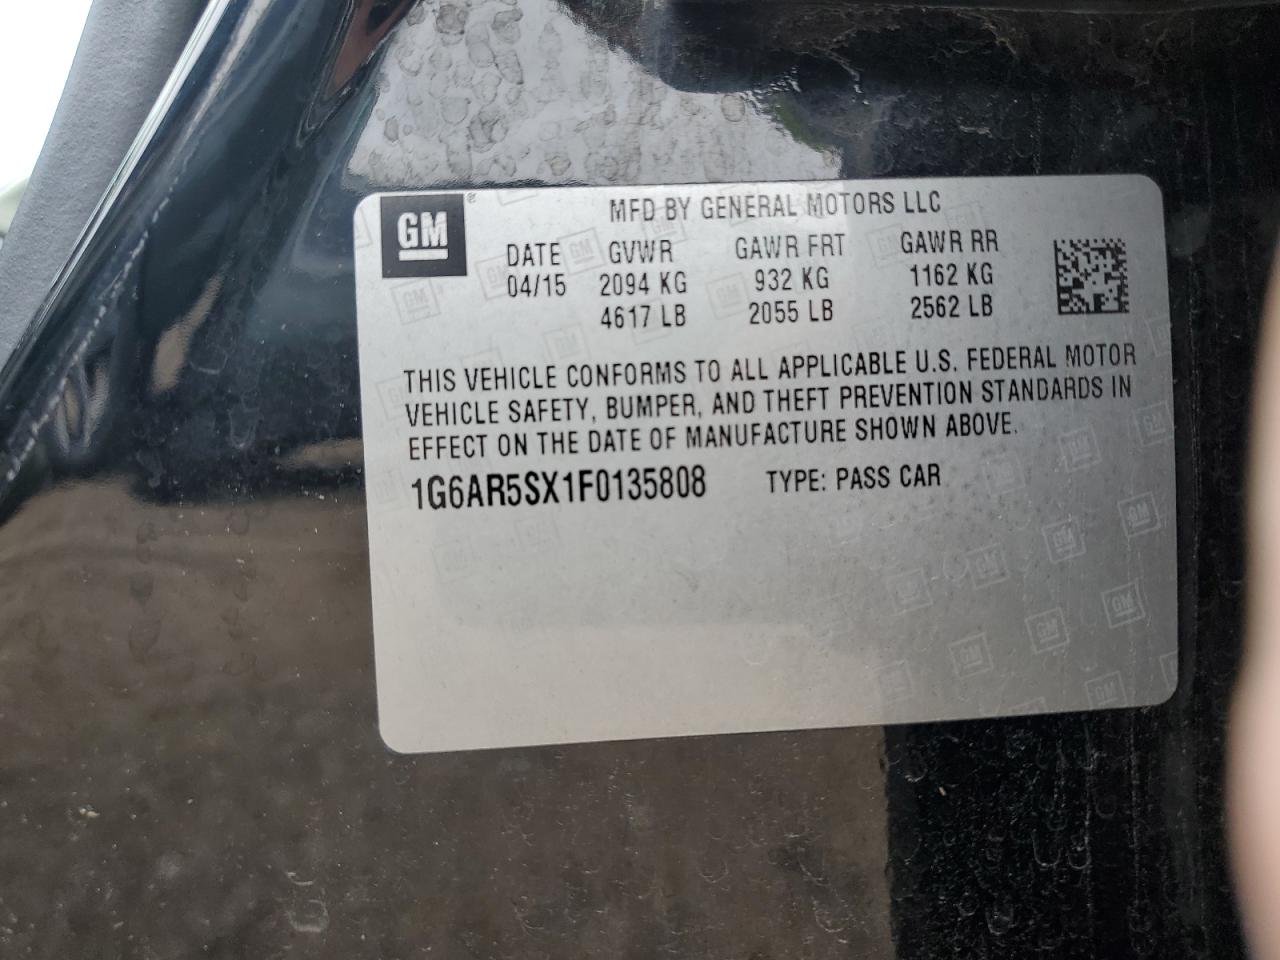 GM
MFD BY GENERAL MOTORS LLC
DATE GVWR GAWR FRT GAWR RR
04/15 2094 KG 932 KG 1162 KG
4617 LB 2055 LB 2562 LB
THIS VEHICLE CONFORMS TO ALL APPLICABLE U.S. FEDERAL MOTOR
VEHICLE SAFETY, BUMPER, AND THEFT PREVENTION STANDARDS IN
EFFECT ON THE DATE OF MANUFACTURE SHOWN ABOVE.
1G6AR5SX1F0135808 TYPE: PASS CAR